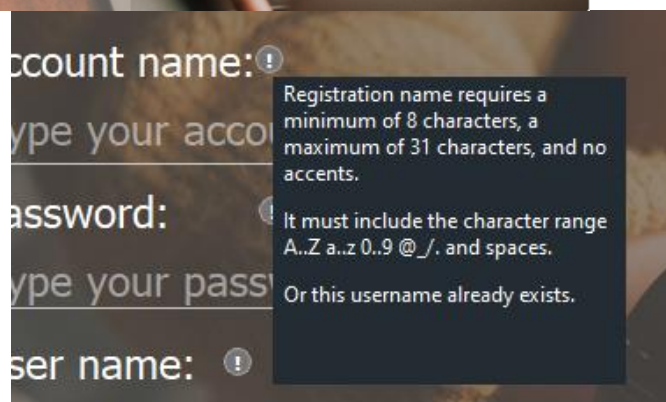 ccount name:
Registration name requires a
minimum of 8 characters, a
maximum of 31 characters, and no
accents.
It must include the character range
A..Z a..z 0..9 @_/. and spaces.
Or this username already exists.
ype your accou
assword:
ype your passw
ser name: